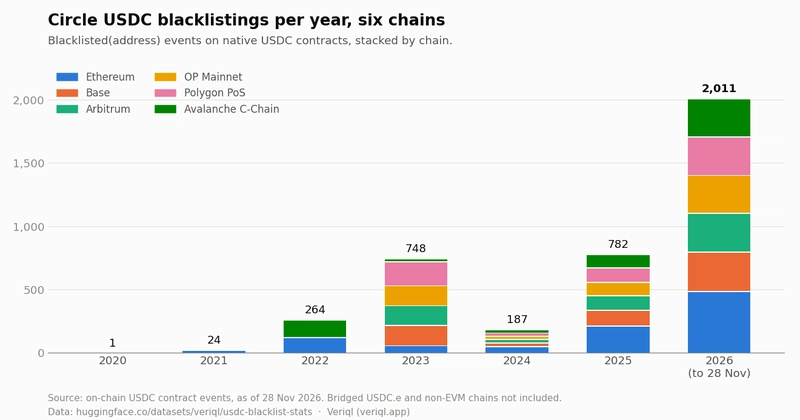 Circle USDC blacklistings per year, six chains
Blacklisted(address) events on native USDC contracts, stacked by chain.
Ethereum
Base
Arbitrum
OP Mainnet
Polygon PoS
Avalanche C-Chain
2,000
1,500
1,000
500
0
1
24
264
748
187
782
2,011
2020
2021
2022
2023
2024
2025
2026
(to 28 Nov)
Source: on-chain USDC contract events, as of 28 Nov 2026. Bridged USDC.e and non-EVM chains not included.
Data: huggingface.co/datasets/veriql/usdc-blacklist-stats · Veriql (veriql.app)